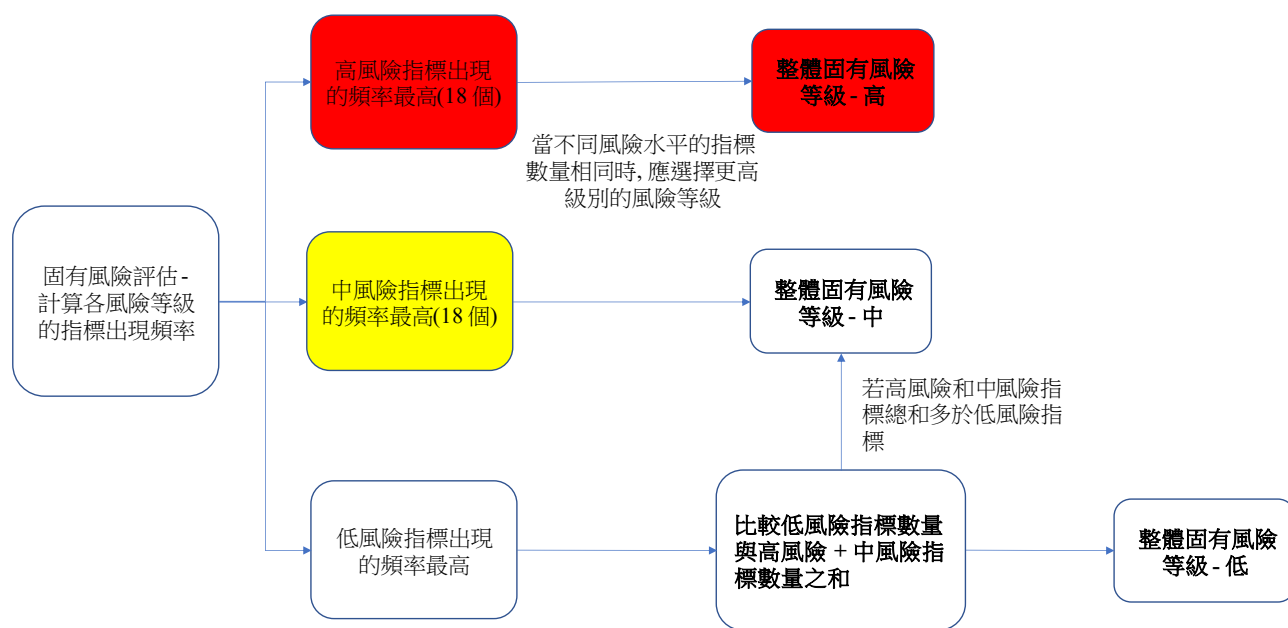 高風險指標出現
的頻率最高(18 個)
整體固有風險
等級 - 高
當不同風險水平的指標
數量相同時, 應選擇更高
級別的風險等級
固有風險評估 -
計算各風險等級
的指標出現頻率
中風險指標出現
的頻率最高(18 個)
整體固有風險
等級 - 中
若高風險和中風險指
標總和多於低風險指
標
低風險指標出現
的頻率最高
比較低風險指標數量
與高風險 + 中風險指
標數量之和
整體固有風險
等級 - 低